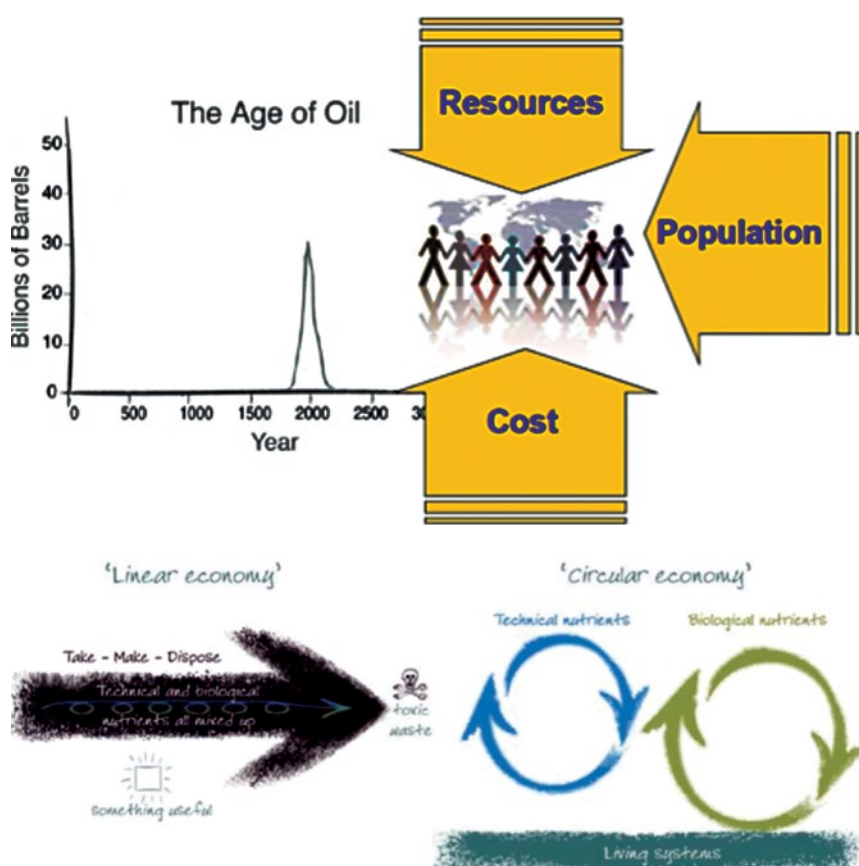 The Age of Oil
Billions of Barrels
50
40
30
20
10
0
0 500 1000 1500 2000 2500
Year
Resources
Population
Cost
'Linear economy'
Take - Make - Dispose
Technical and biological
nutrients all mixed up
toxic
waste
something useful
'Circular economy'
Technical nutrients
Biological nutrients
Living systems